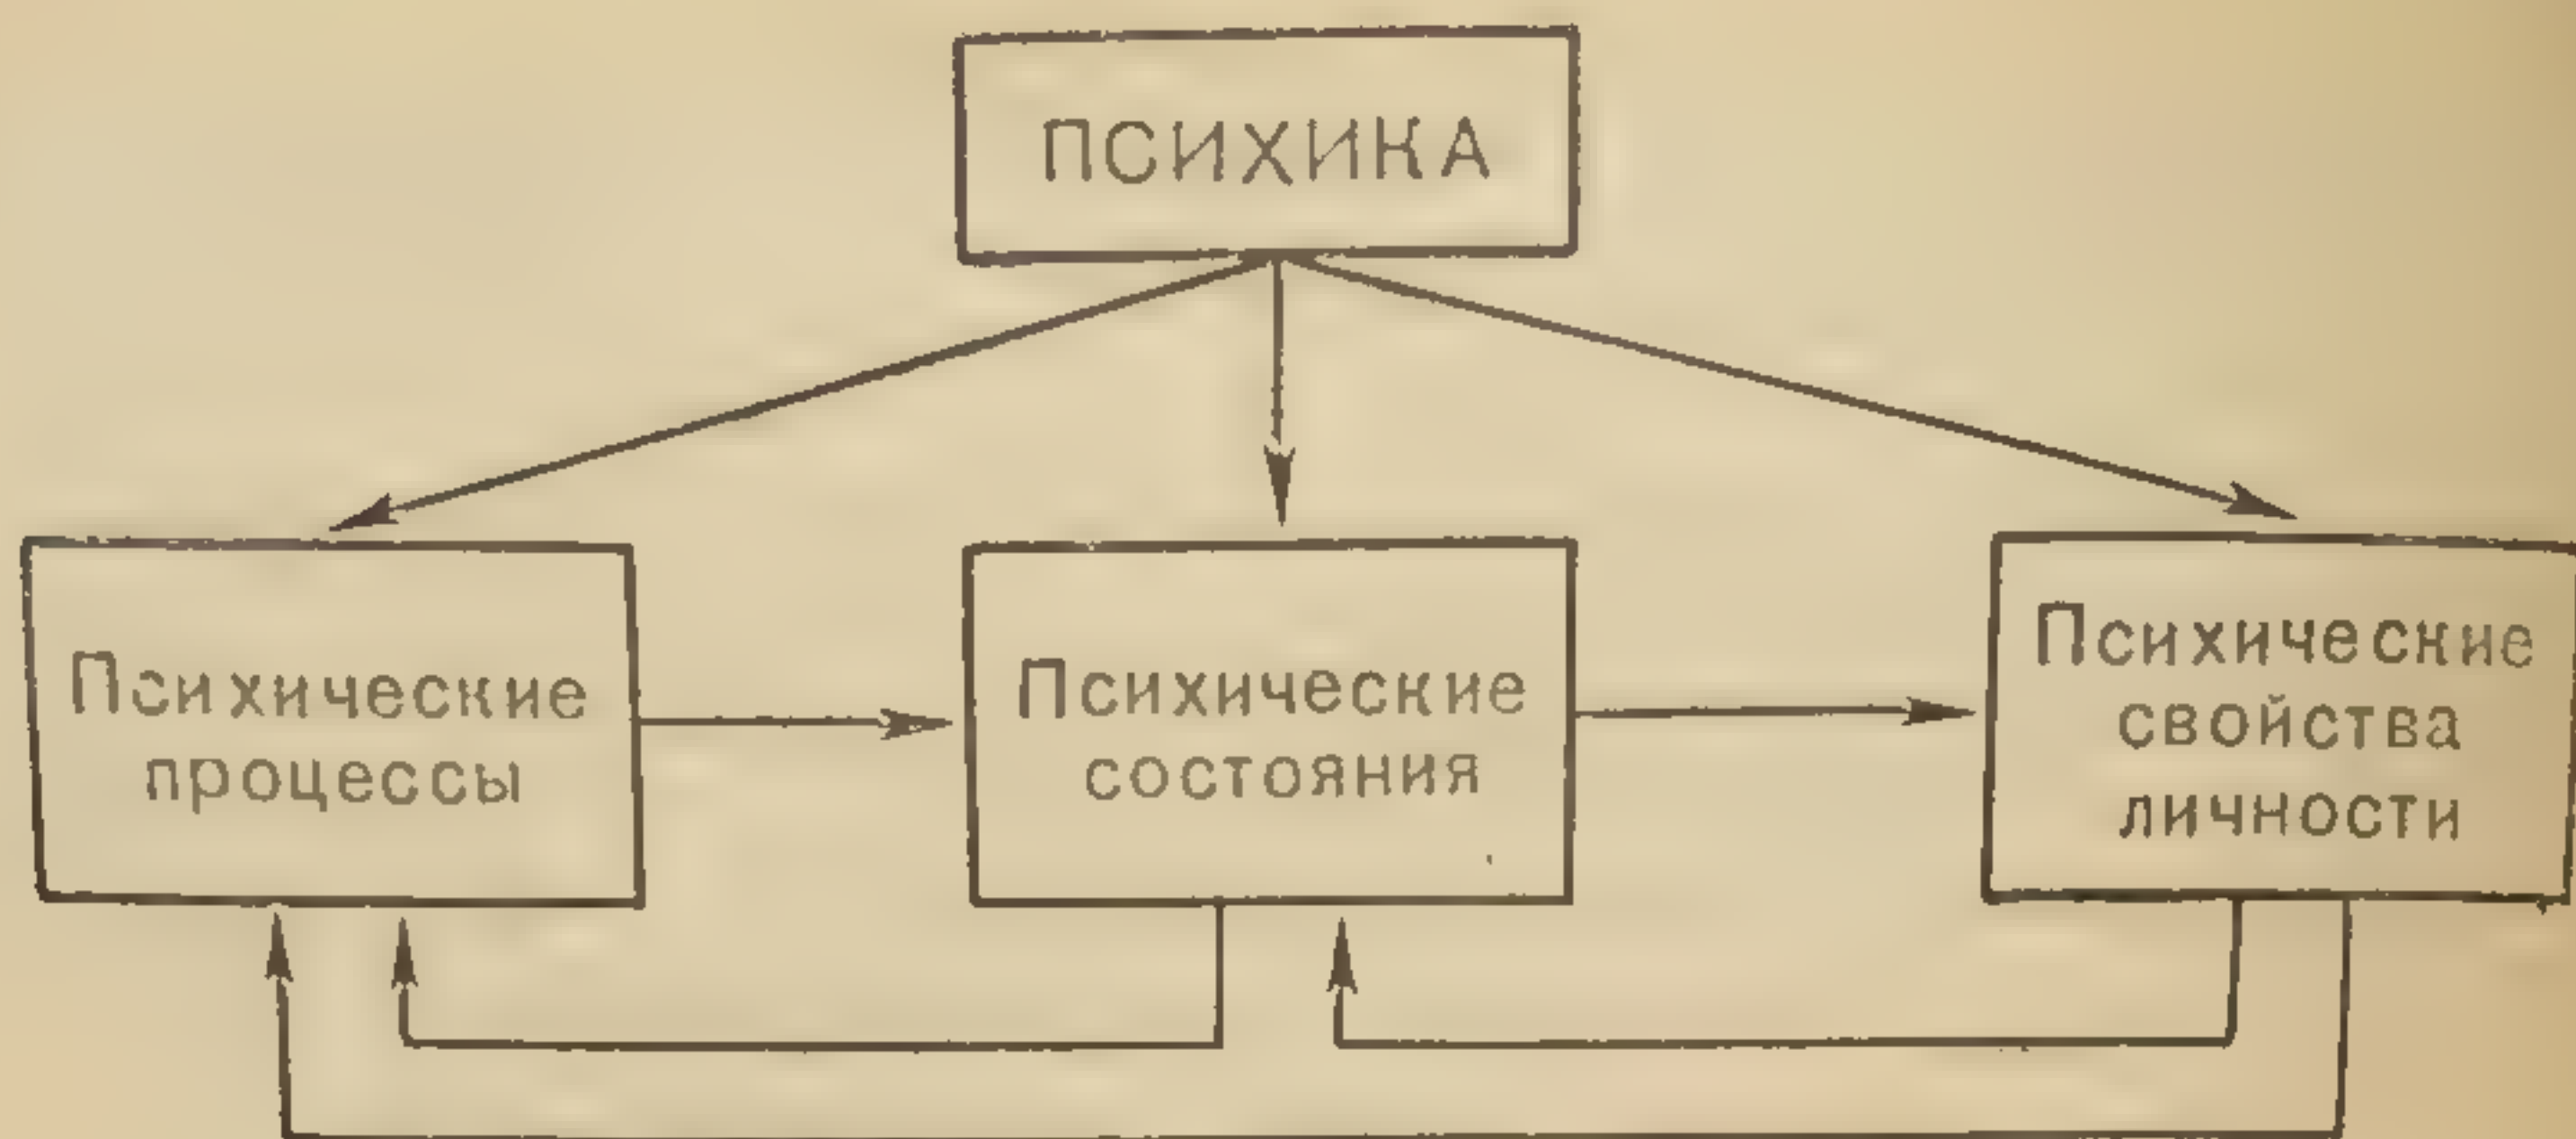 ПСИХИКА
Психические
процессы
Психические
состояния
Психические
свойства
личности